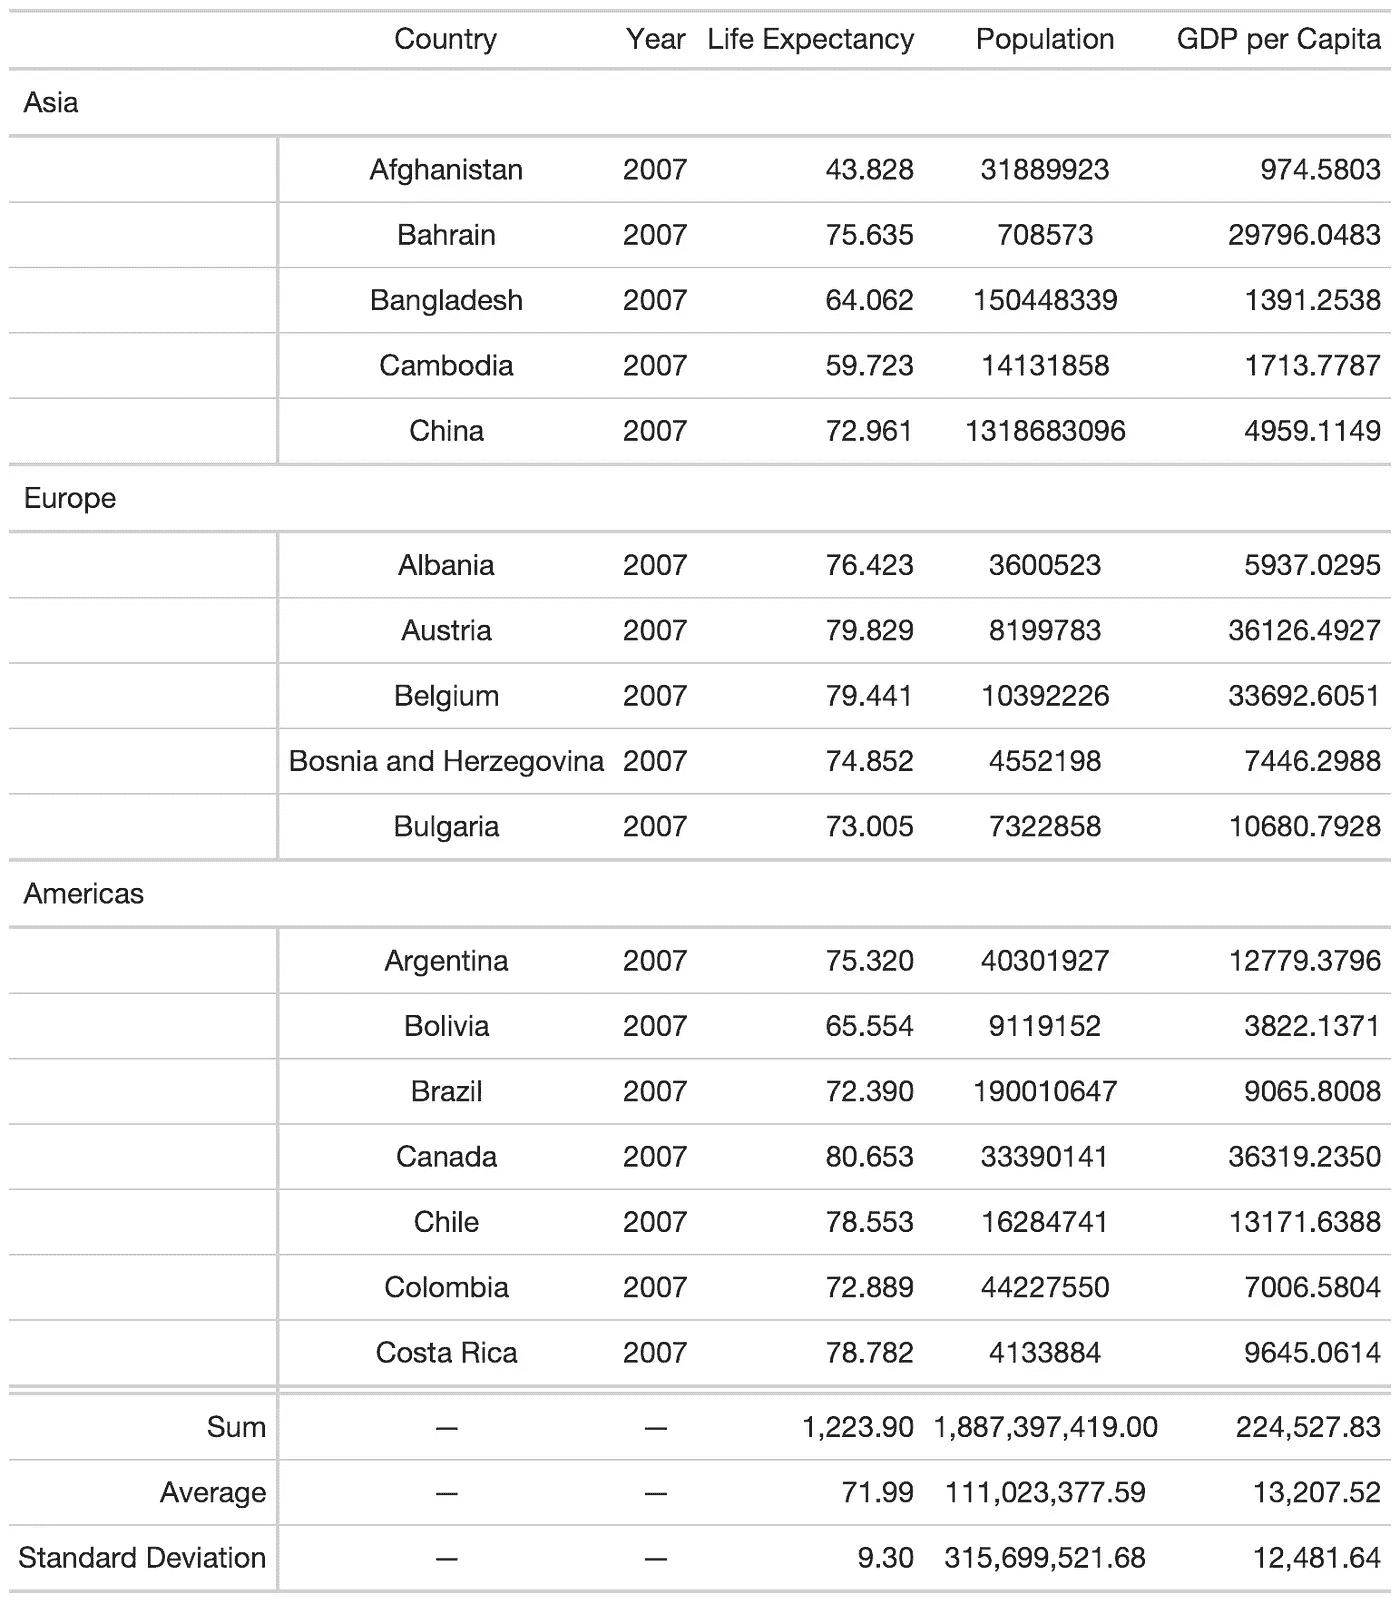 Country Year Life Expectancy Population GDP per Capita
Asia
Afghanistan 2007 43.828 31889923 974.5803
Bahrain 2007 75.635 708573 29796.0483
Bangladesh 2007 64.062 150448339 1391.2538
Cambodia 2007 59.723 14131858 1713.7787
China 2007 72.961 1318683096 4959.1149
Europe
Albania 2007 76.423 3600523 5937.0295
Austria 2007 79.829 8199783 36126.4927
Belgium 2007 79.441 10392226 33692.6051
Bosnia and Herzegovina 2007 74.852 4552198 7446.2988
Bulgaria 2007 73.005 7322858 10680.7928
Americas
Argentina 2007 75.320 40301927 12779.3796
Bolivia 2007 65.554 9119152 3822.1371
Brazil 2007 72.390 190010647 9065.8008
Canada 2007 80.653 33390141 36319.2350
Chile 2007 78.553 16284741 13171.6388
Colombia 2007 72.889 44227550 7006.5804
Costa Rica 2007 78.782 4133884 9645.0614
Sum — — 1,223.90 1,887,397,419.00 224,527.83
Average — — 71.99 111,023,377.59 13,207.52
Standard Deviation — — 9.30 315,699,521.68 12,481.64